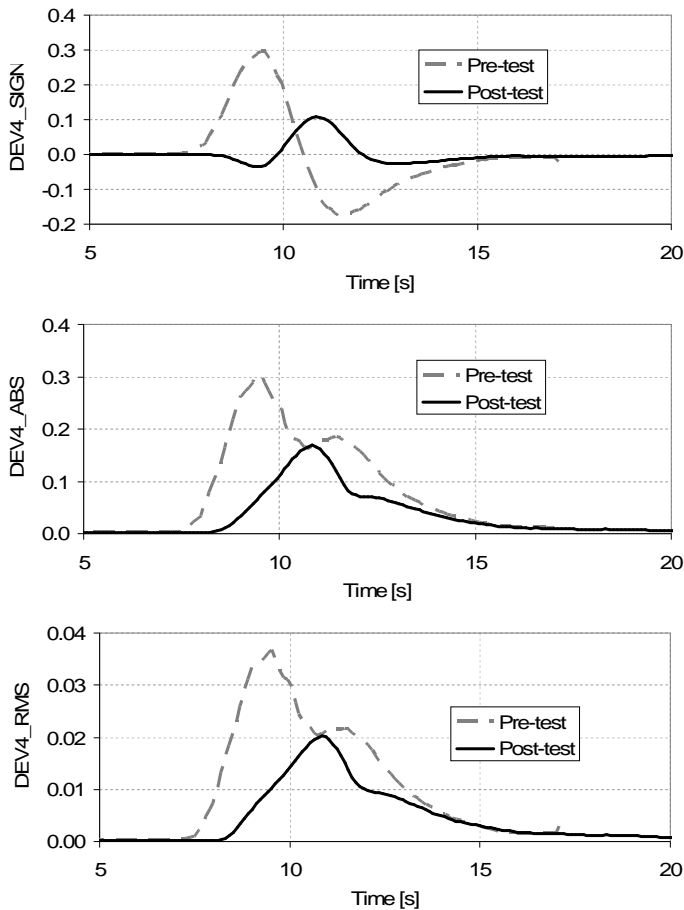 0.4
0.3
0.2
0.1
0.0
-0.1
-0.2
DEV4_SIGN
Pre-test
Post-test
5 10 15 20
Time [s]
0.4
0.3
0.2
0.1
0.0
DEV4_ABS
Pre-test
Post-test
5 10 15 20
Time [s]
0.04
0.03
0.02
0.01
0.00
DEV4_RMS
Pre-test
Post-test
5 10 15 20
Time [s]